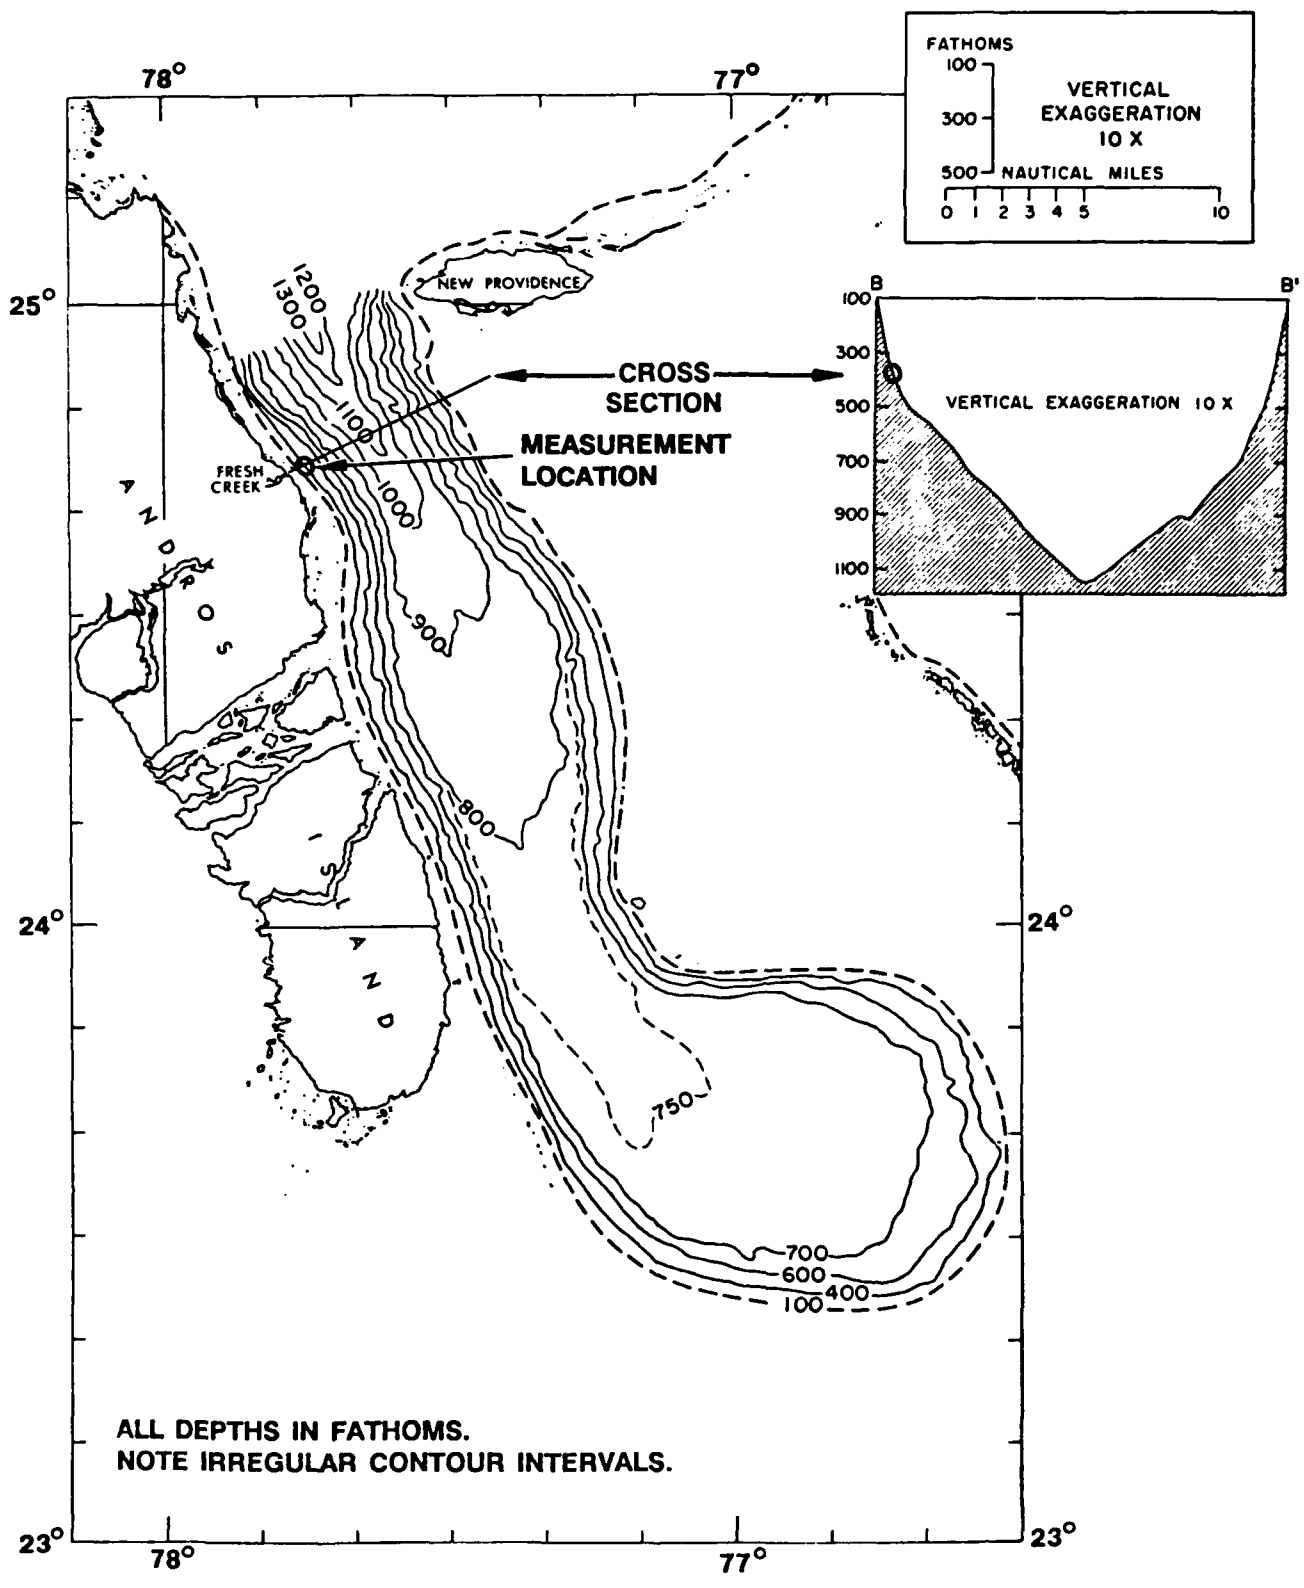 78°
77°
FATHOMS
100
300
500
VERTICAL
EXAGGERATION
10 X
NAUTICAL MILES
0 1 2 3 4 5 10
25°
1200
1300
NEW PROVIDENCE
B B'
100
300
500
700
900
1100
VERTICAL EXAGGERATION 10 X
CROSS
SECTION
1100
MEASUREMENT
LOCATION
FRESH
CREEK
1000
ANDROS
900
800
ISLAND
24°
24°
750
700
600
400
100
ALL DEPTHS IN FATHOMS.
NOTE IRREGULAR CONTOUR INTERVALS.
23°
23°
78°
77°